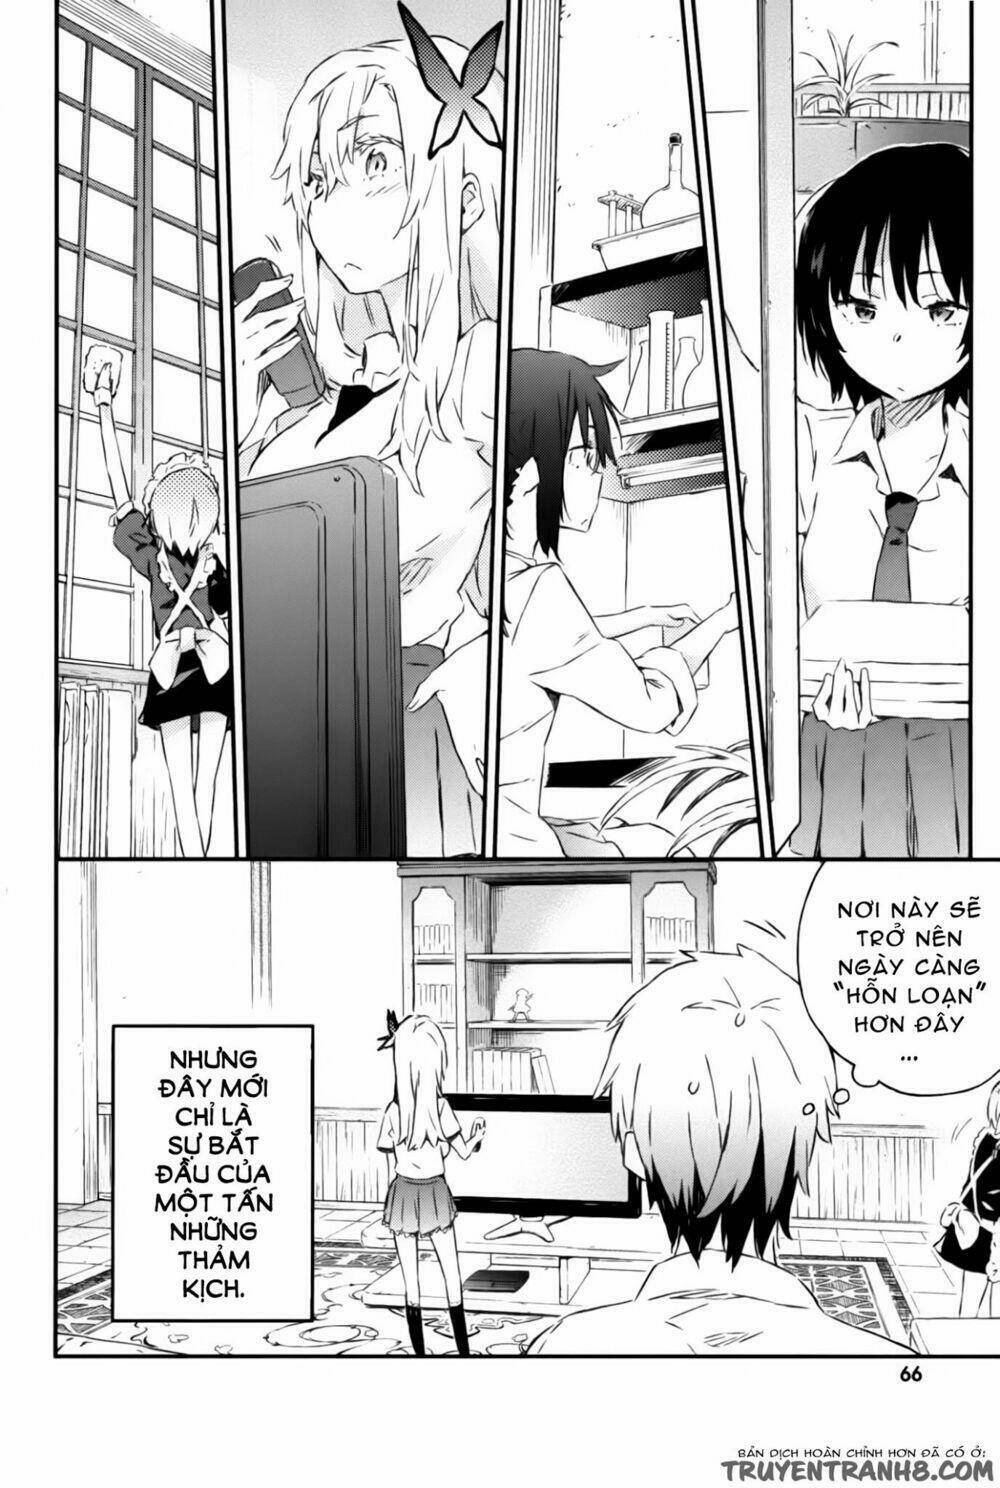 NƠI NÀY SẼ
TRỞ NÊN
NGÀY CÀNG
“HỖN LOẠN”
HƠN ĐÂY
...
NHƯNG
ĐÂY MỚI
CHỈ LÀ
SỰ BẮT
ĐẦU CỦA
MỘT TẤN
NHỮNG
THẢM
KỊCH.
66
BẢN DỊCH HOÀN CHỈNH HƠN ĐÃ CÓ Ở:
TRUYENTRANH8.COM